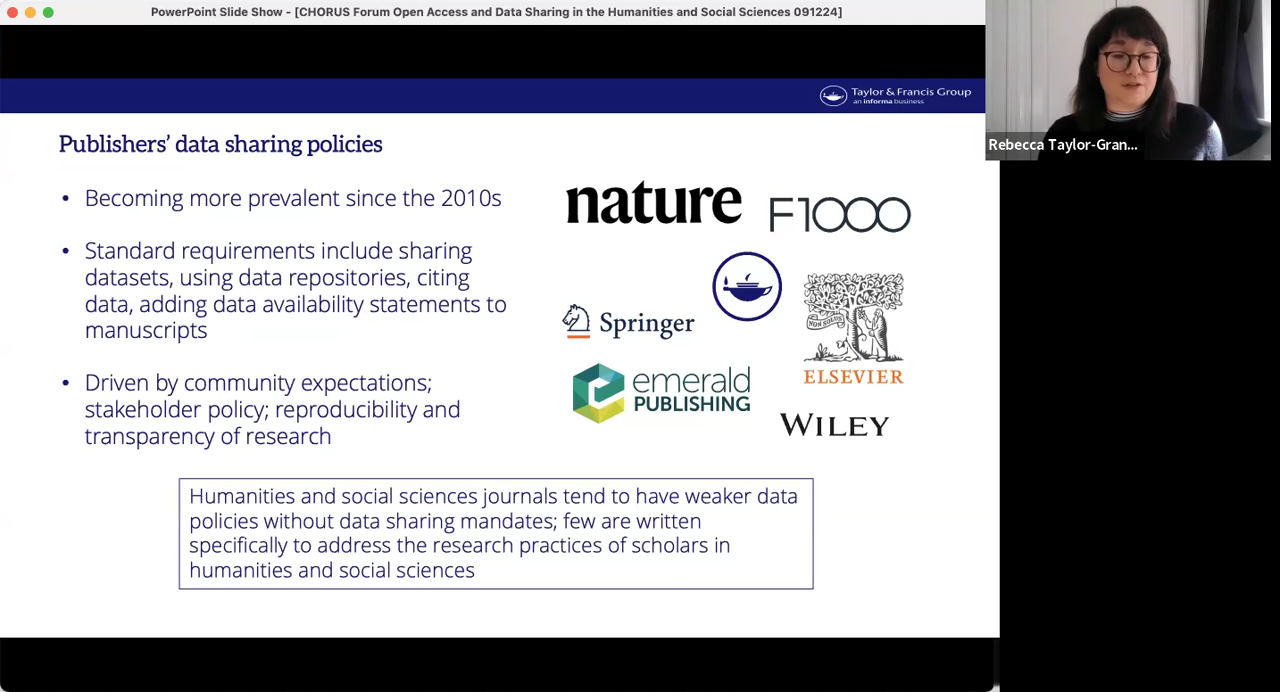 PowerPoint Slide Show - [CHORUS Forum Open Access and Data Sharing in the Humanities and Social Sciences 091224]
Taylor & Francis Group
an informa business
Rebecca Taylor-Gran...
Publishers’ data sharing policies
• Becoming more prevalent since the 2010s
• Standard requirements include sharing
datasets, using data repositories, citing
data, adding data availability statements to
manuscripts
• Driven by community expectations;
stakeholder policy; reproducibility and
transparency of research
nature
F1000
Springer
NON SOLUS
ELSEVIER
emerald
PUBLISHING
WILEY
Humanities and social sciences journals tend to have weaker data
policies without data sharing mandates; few are written
specifically to address the research practices of scholars in
humanities and social sciences